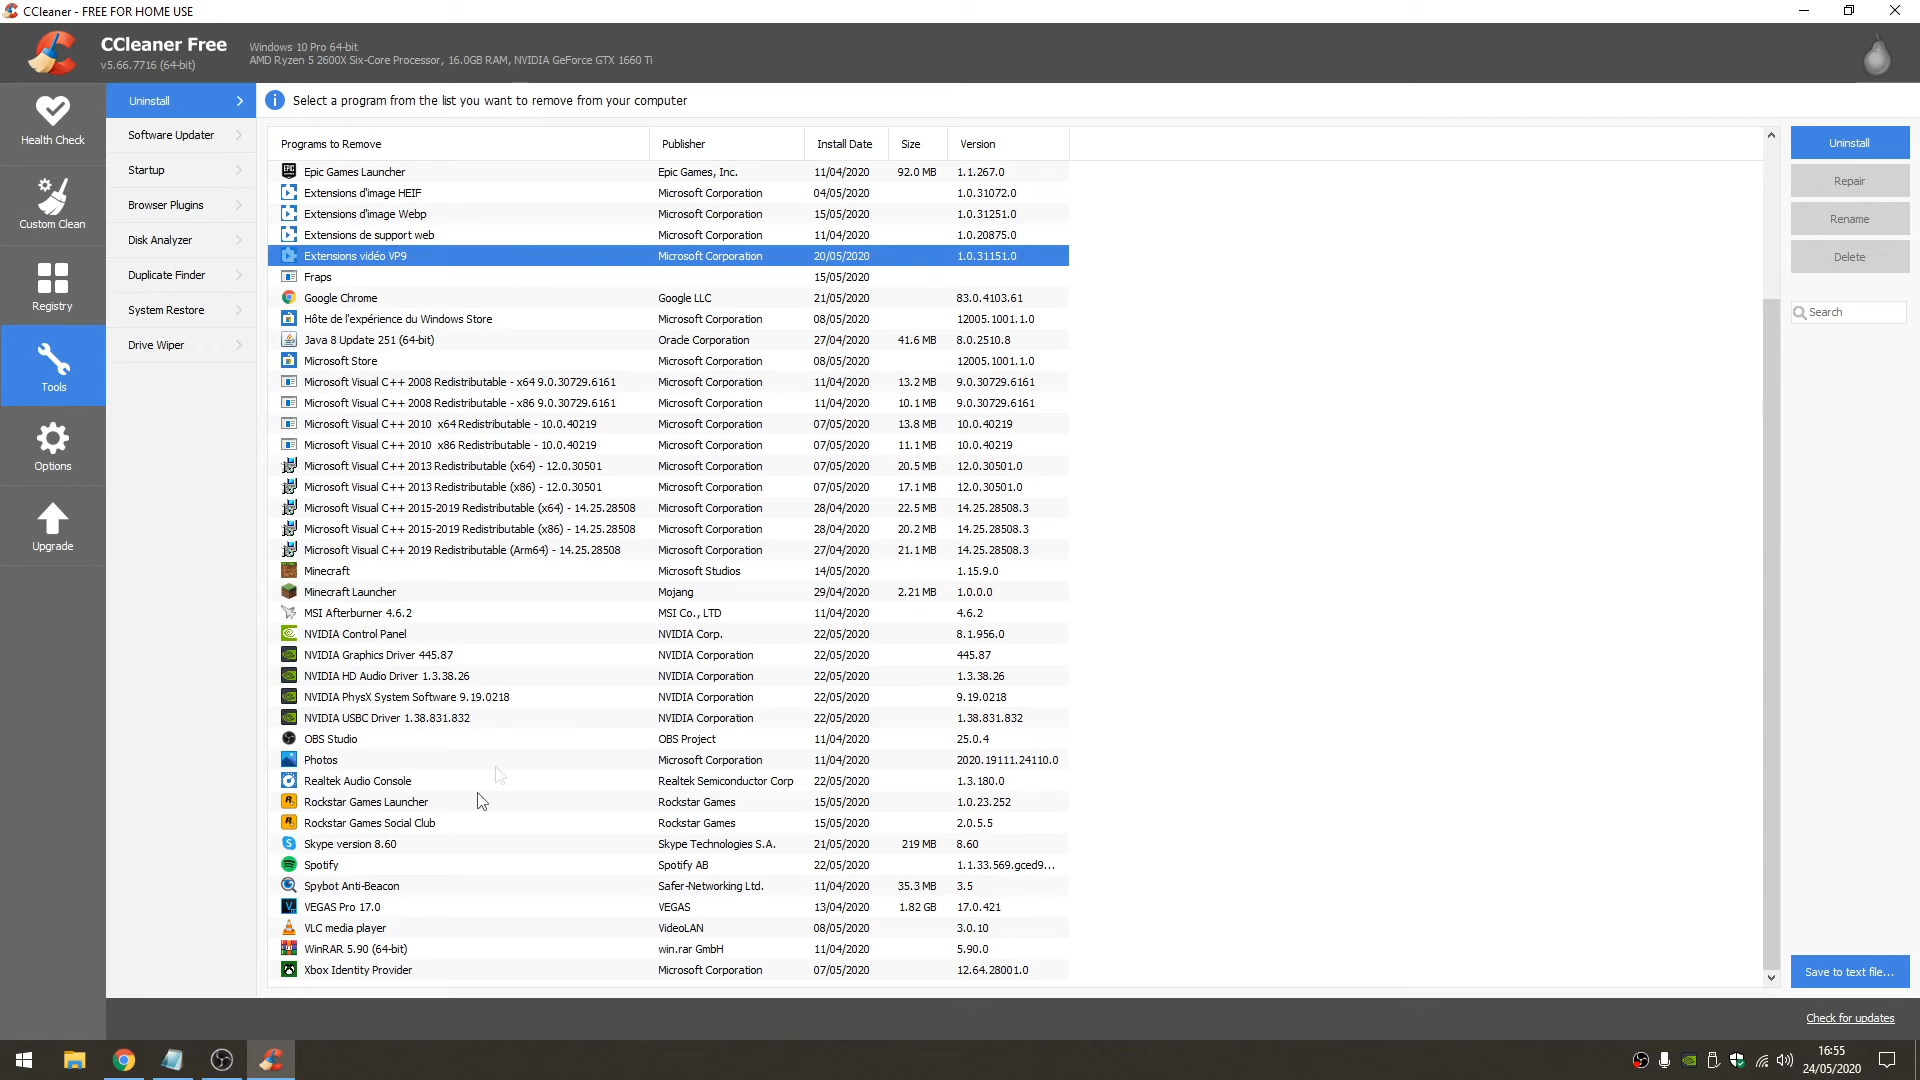 CCleaner - FREE FOR HOME USE
CCleaner Free
v5.66.7716 (64-bit)
Windows 10 Pro 64-bit
AMD Ryzen 5 2600X Six-Core Processor, 16.0GB RAM, NVIDIA GeForce GTX 1660 Ti
Health Check
Custom Clean
Registry
Tools
Options
Upgrade
Uninstall
Software Updater
Startup
Browser Plugins
Disk Analyzer
Duplicate Finder
System Restore
Drive Wiper
Select a program from the list you want to remove from your computer
Programs to Remove Publisher Install Date Size Version
Epic Games Launcher Epic Games, Inc. 11/04/2020 92.0 MB 1.1.267.0
Extensions d'image HEIF Microsoft Corporation 04/05/2020 1.0.31072.0
Extensions d'image Webp Microsoft Corporation 15/05/2020 1.0.31251.0
Extensions de support web Microsoft Corporation 11/04/2020 1.0.20875.0
Extensions vidéo VP9 Microsoft Corporation 20/05/2020 1.0.31151.0
Fraps 15/05/2020
Google Chrome Google LLC 21/05/2020 83.0.4103.61
Hôte de l'expérience du Windows Store Microsoft Corporation 08/05/2020 12005.1001.1.0
Java 8 Update 251 (64-bit) Oracle Corporation 27/04/2020 41.6 MB 8.0.2510.8
Microsoft Store Microsoft Corporation 08/05/2020 12005.1001.1.0
Microsoft Visual C++ 2008 Redistributable - x64 9.0.30729.6161 Microsoft Corporation 11/04/2020 13.2 MB 9.0.30729.6161
Microsoft Visual C++ 2008 Redistributable - x86 9.0.30729.6161 Microsoft Corporation 11/04/2020 10.1 MB 9.0.30729.6161
Microsoft Visual C++ 2010  x64 Redistributable - 10.0.40219 Microsoft Corporation 07/05/2020 13.8 MB 10.0.40219
Microsoft Visual C++ 2010  x86 Redistributable - 10.0.40219 Microsoft Corporation 07/05/2020 11.1 MB 10.0.40219
Microsoft Visual C++ 2013 Redistributable (x64) - 12.0.30501 Microsoft Corporation 07/05/2020 20.5 MB 12.0.30501.0
Microsoft Visual C++ 2013 Redistributable (x86) - 12.0.30501 Microsoft Corporation 07/05/2020 17.1 MB 12.0.30501.0
Microsoft Visual C++ 2015-2019 Redistributable (x64) - 14.25.28508 Microsoft Corporation 28/04/2020 22.5 MB 14.25.28508.3
Microsoft Visual C++ 2015-2019 Redistributable (x86) - 14.25.28508 Microsoft Corporation 28/04/2020 20.2 MB 14.25.28508.3
Microsoft Visual C++ 2019 Redistributable (Arm64) - 14.25.28508 Microsoft Corporation 27/04/2020 21.1 MB 14.25.28508.3
Minecraft Microsoft Studios 14/05/2020 1.15.9.0
Minecraft Launcher Mojang 29/04/2020 2.21 MB 1.0.0.0
MSI Afterburner 4.6.2 MSI Co., LTD 11/04/2020 4.6.2
NVIDIA Control Panel NVIDIA Corp. 22/05/2020 8.1.956.0
NVIDIA Graphics Driver 445.87 NVIDIA Corporation 22/05/2020 445.87
NVIDIA HD Audio Driver 1.3.38.26 NVIDIA Corporation 22/05/2020 1.3.38.26
NVIDIA PhysX System Software 9.19.0218 NVIDIA Corporation 22/05/2020 9.19.0218
NVIDIA USBC Driver 1.38.831.832 NVIDIA Corporation 22/05/2020 1.38.831.832
OBS Studio OBS Project 11/04/2020 25.0.4
Photos Microsoft Corporation 11/04/2020 2020.19111.24110.0
Realtek Audio Console Realtek Semiconductor Corp 22/05/2020 1.3.180.0
Rockstar Games Launcher Rockstar Games 15/05/2020 1.0.23.252
Rockstar Games Social Club Rockstar Games 15/05/2020 2.0.5.5
Skype version 8.60 Skype Technologies S.A. 21/05/2020 219 MB 8.60
Spotify Spotify AB 22/05/2020 1.1.33.569.gced9...
Spybot Anti-Beacon Safer-Networking Ltd. 11/04/2020 35.3 MB 3.5
VEGAS Pro 17.0 VEGAS 13/04/2020 1.82 GB 17.0.421
VLC media player VideoLAN 08/05/2020 3.0.10
WinRAR 5.90 (64-bit) win.rar GmbH 11/04/2020 5.90.0
Xbox Identity Provider Microsoft Corporation 07/05/2020 12.64.28001.0
Uninstall
Repair
Rename
Delete
Search
Save to text file...
Check for updates
16:55
24/05/2020